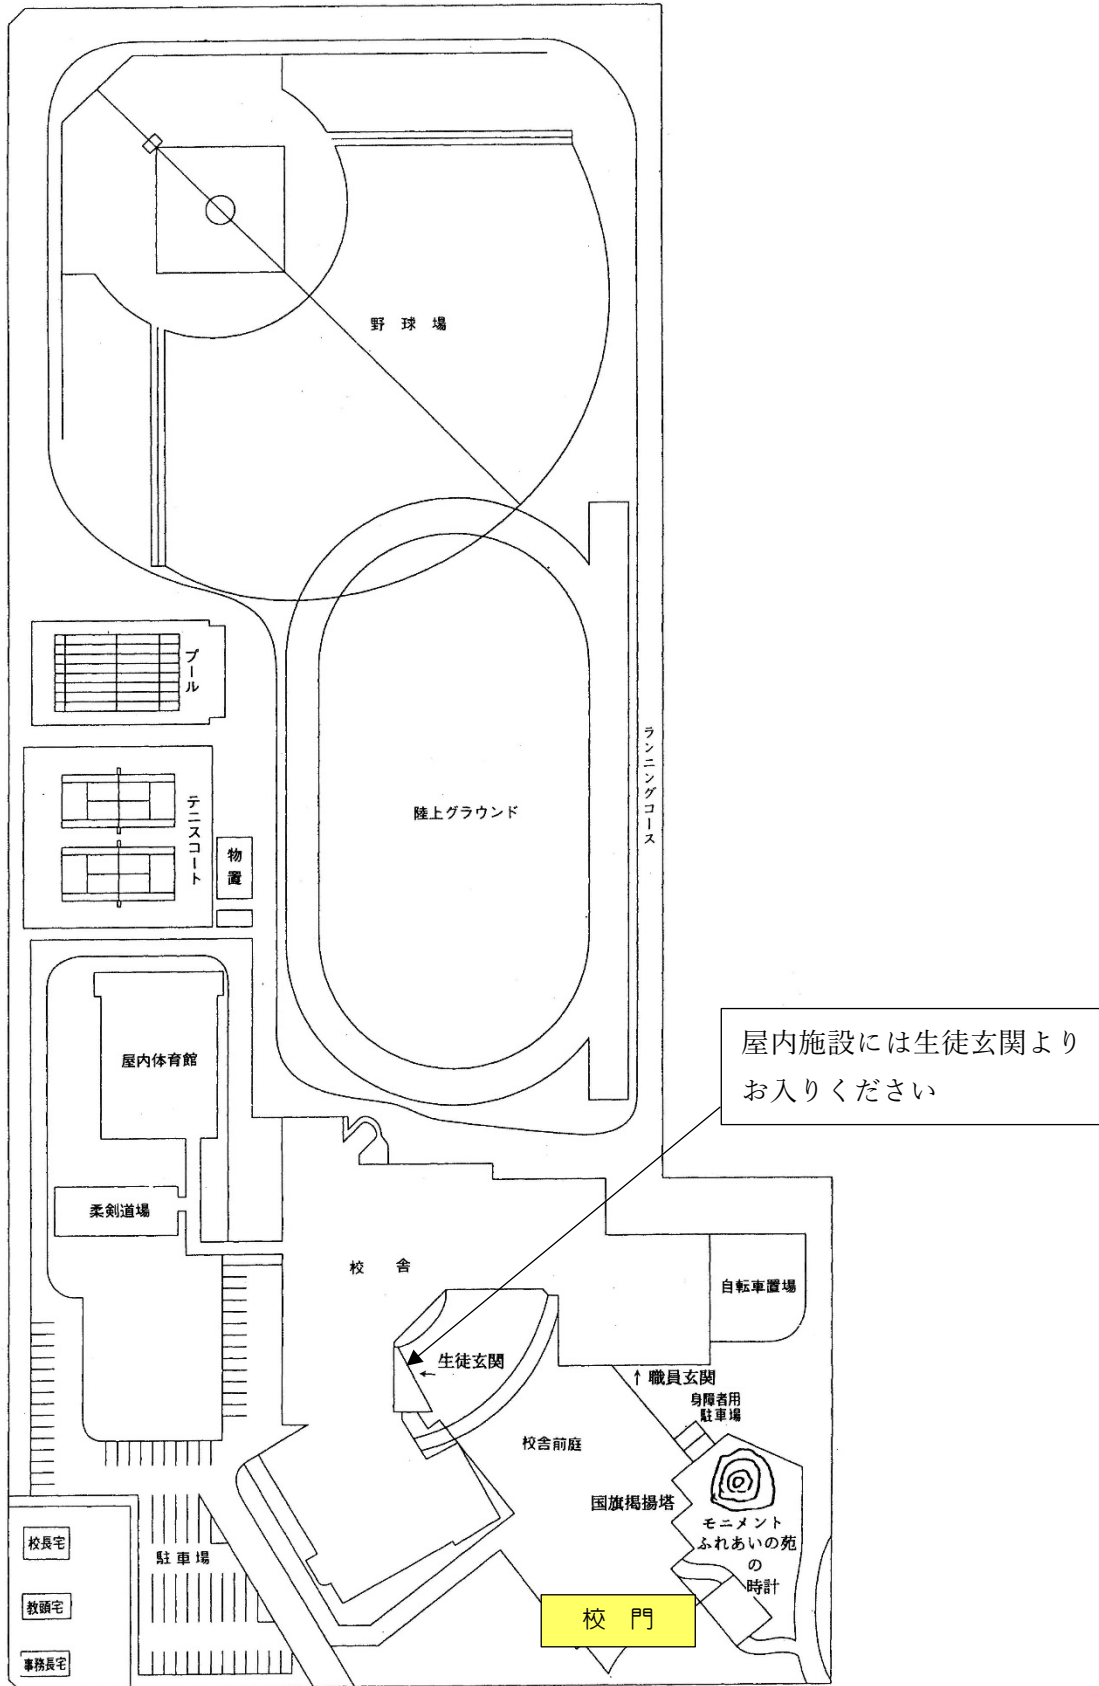 野球場
プール
ランニングコース
テニスコート
陸上グラウンド
物置
屋内体育館
屋内施設には生徒玄関より
お入りください
柔剣道場
校舎
自転車置場
生徒玄関
←
↑ 職員玄関
身障者用
駐車場
校舎前庭
国旗掲揚塔
モニメント
ふれあいの苑
の
時計
校長宅
駐車場
教頭宅
校 門
事務長宅